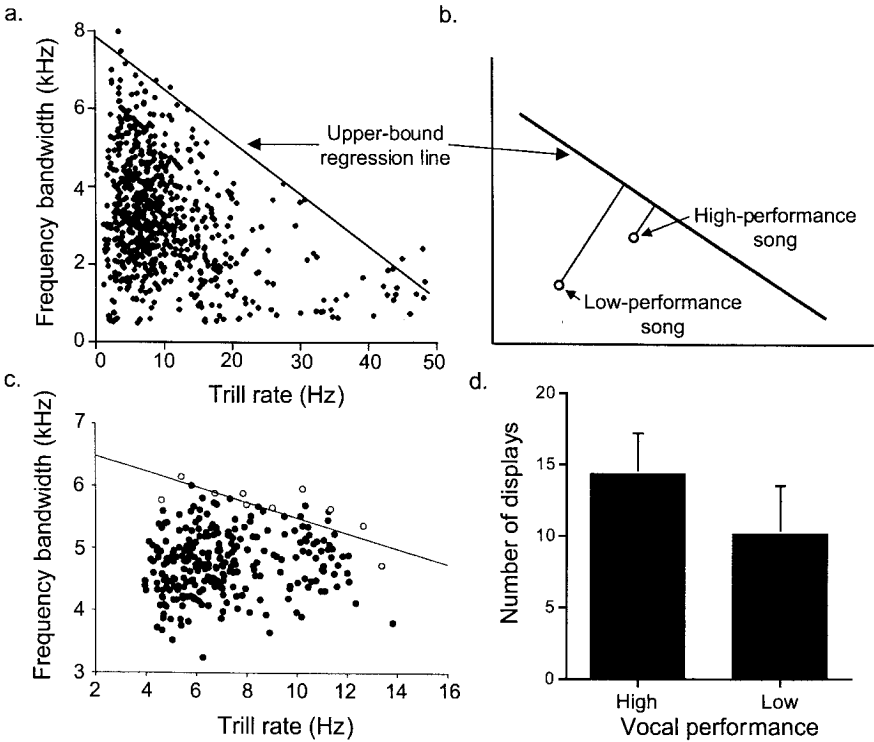 a.
Frequency bandwidth (kHz)
8
6
4
2
0
0 10 20 30 40 50
Trill rate (Hz)
Upper-bound
regression line
b.
High-performance
song
Low-performance
song
c.
Frequency bandwidth (kHz)
7
6
5
4
3
2 4 6 8 10 12 14 16
Trill rate (Hz)
d.
Number of displays
20
15
10
5
0
High Low
Vocal performance